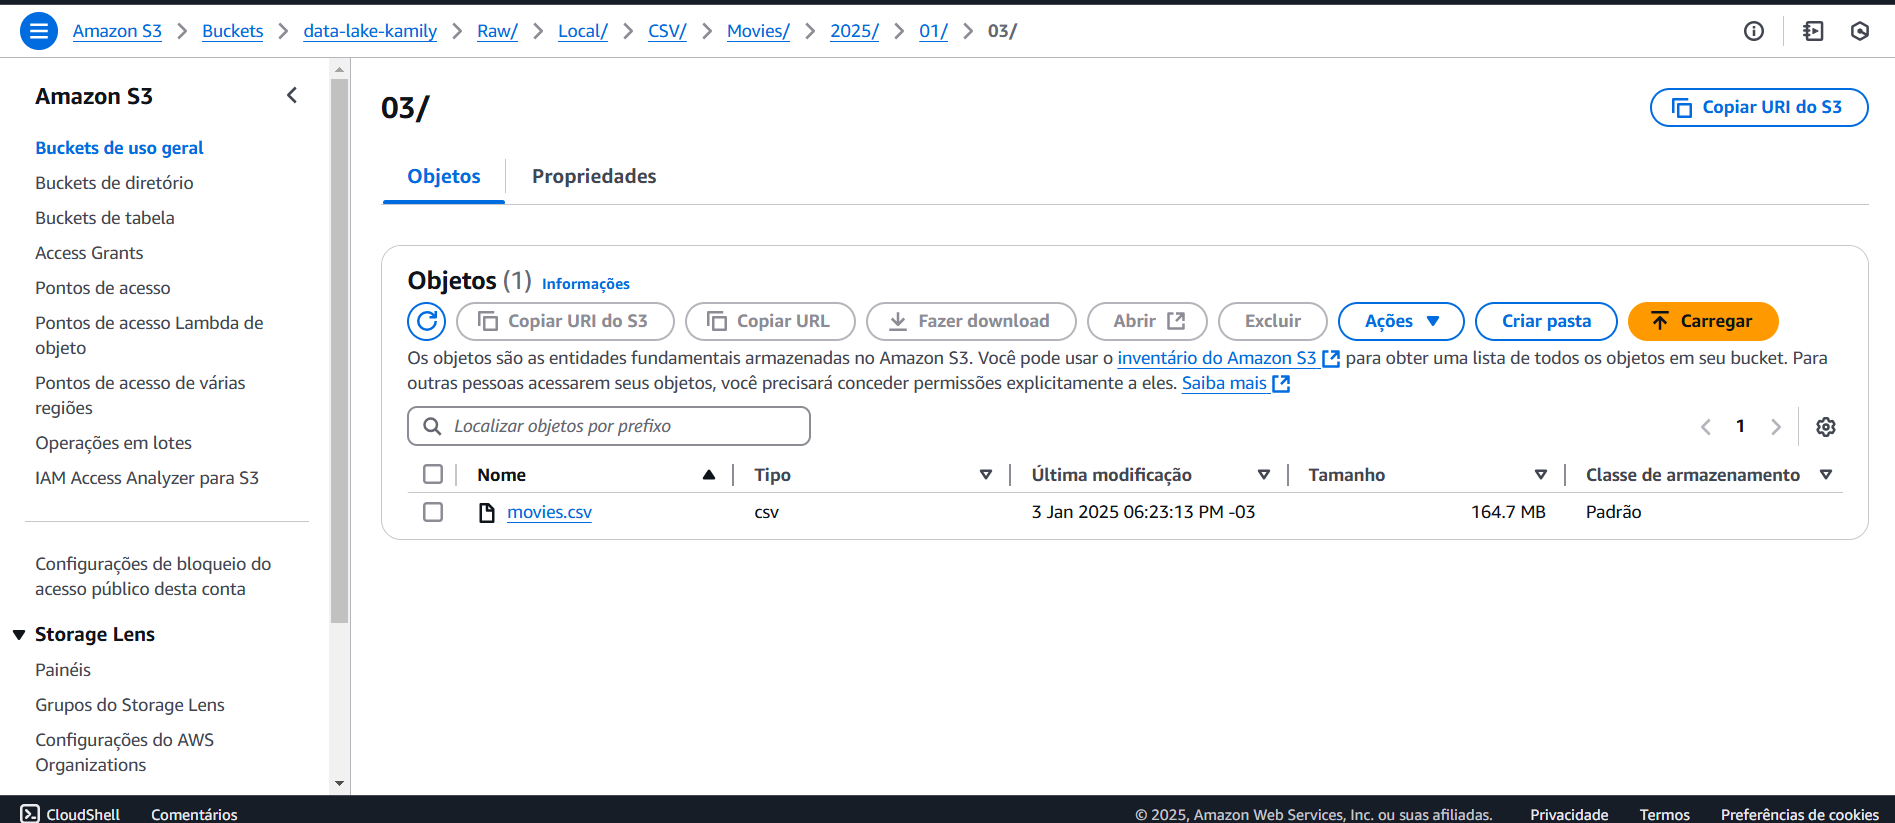 Amazon S3 Buckets data-lake-kamily Raw/ Local/ CSV/ Movies/ 2025/ 01/ 03/
Amazon S3
Buckets de uso geral
Buckets de diretório
Buckets de tabela
Access Grants
Pontos de acesso
Pontos de acesso Lambda de
objeto
Pontos de acesso de várias
regiões
Operações em lotes
IAM Access Analyzer para S3
Configurações de bloqueio do
acesso público desta conta
Storage Lens
Painéis
Grupos do Storage Lens
Configurações do AWS
Organizations
03/
Copiar URI do S3
Objetos Propriedades
Objetos (1) Informações
Copiar URI do S3 Copiar URL Fazer download Abrir Excluir Ações Criar pasta Carregar
Os objetos são as entidades fundamentais armazenadas no Amazon S3. Você pode usar o inventário do Amazon S3 para obter uma lista de todos os objetos em seu bucket. Para
outras pessoas acessarem seus objetos, você precisará conceder permissões explicitamente a eles. Saiba mais
Localizar objetos por prefixo
1
Nome Tipo Última modificação Tamanho Classe de armazenamento
movies.csv csv 3 Jan 2025 06:23:13 PM -03 164.7 MB Padrão
CloudShell Comentários © 2025, Amazon Web Services, Inc. ou suas afiliadas. Privacidade Termos Preferências de cookies